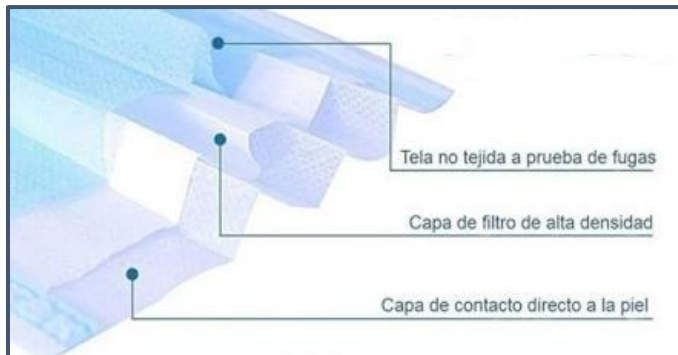 Tela no tejida a prueba de fugas
Capa de filtro de alta densidad
Capa de contacto directo a la piel